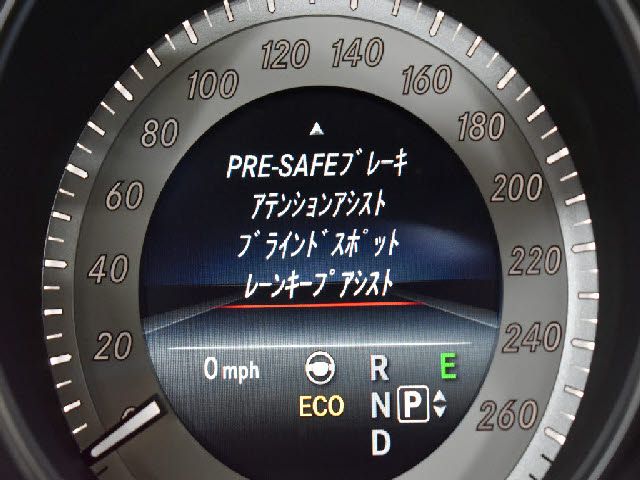 20
40
60
80
100
120
140
160
180
200
220
240
260
PRE-SAFEブレーキ
アテンションアシスト
ブラインドスポット
レーンキープアシスト
0 mph
R E
ECO N P
D